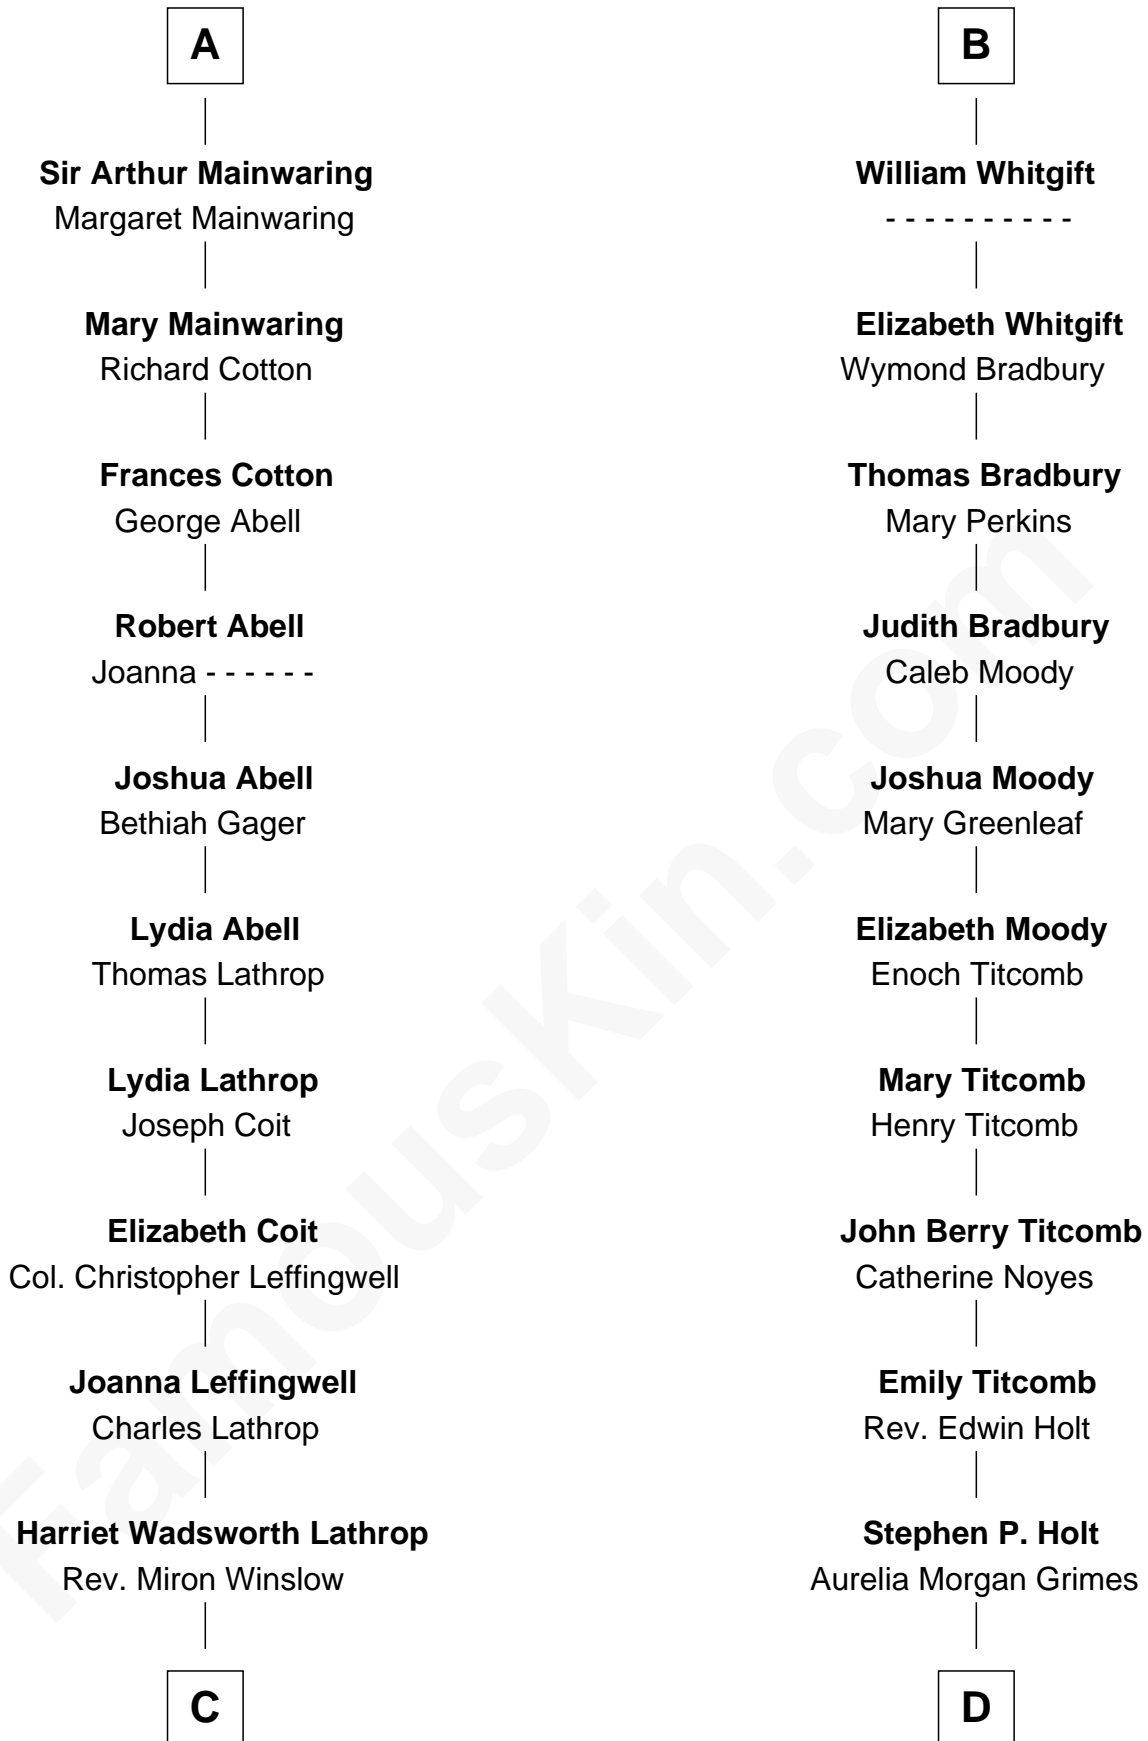 A
Sir Arthur Mainwaring
Margaret Mainwaring
Mary Mainwaring
Richard Cotton
Frances Cotton
George Abell
Robert Abell
Joanna - - - - - -
Joshua Abell
Bethiah Gager
Lydia Abell
Thomas Lathrop
Lydia Lathrop
Joseph Coit
Elizabeth Coit
Col. Christopher Leffingwell
Joanna Leffingwell
Charles Lathrop
Harriet Wadsworth Lathrop
Rev. Miron Winslow
C
B
William Whitgift
- - - - - - - - - -
Elizabeth Whitgift
Wymond Bradbury
Thomas Bradbury
Mary Perkins
Judith Bradbury
Caleb Moody
Joshua Moody
Mary Greenleaf
Elizabeth Moody
Enoch Titcomb
Mary Titcomb
Henry Titcomb
John Berry Titcomb
Catherine Noyes
Emily Titcomb
Rev. Edwin Holt
Stephen P. Holt
Aurelia Morgan Grimes
D
FamousKin.com